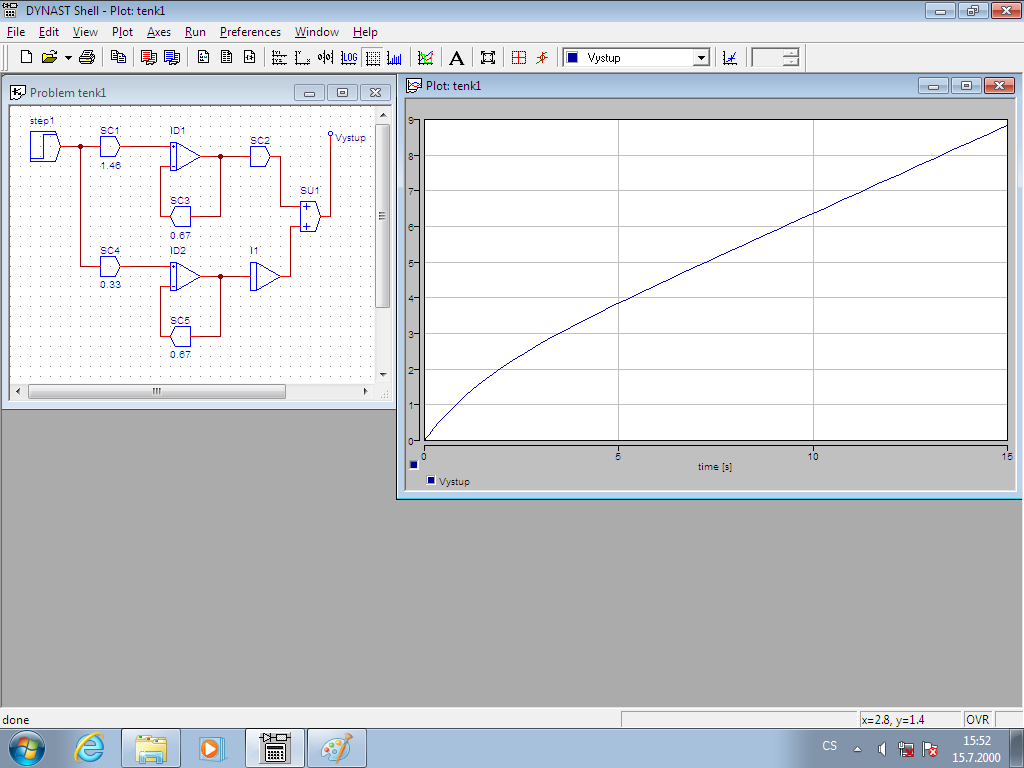 DYNAST Shell - Plot: tenk1
File Edit View Plot Axes Run Preferences Window Help
LOG A Vystup
Problem tenk1
step1
SC1
1.46
ID1
SC2
Vystup
SC3
0.67
SU1
SC4
0.33
ID2
I1
SC5
0.67
Plot: tenk1
9
8
7
6
5
4
3
2
1
0
0 5 10 15
time [s]
Vystup
done
x=2.8, y=1.4
OVR
CS
15:52
15.7.2000